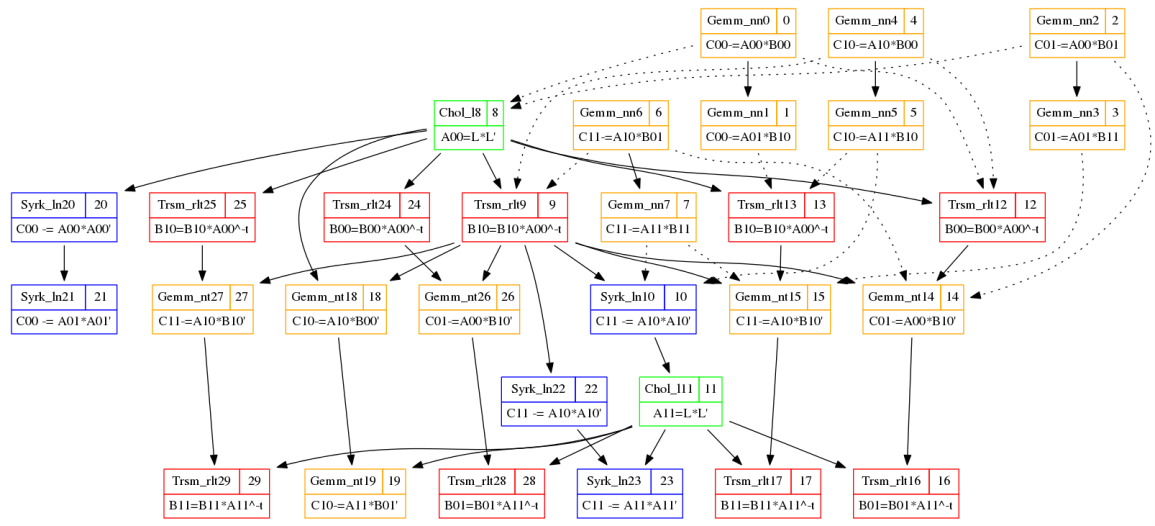 Gemm_nn0 0
C00-=A00*B00
Gemm_nn4 4
C10-=A10*B00
Gemm_nn2 2
C01-=A00*B01
Chol_l8 8
A00=L*L'
Gemm_nn6 6
C11-=A10*B01
Gemm_nn1 1
C00-=A01*B10
Gemm_nn5 5
C10-=A11*B10
Gemm_nn3 3
C01-=A01*B11
Syrk_ln20 20
C00 -= A00*A00'
Trsm_rlt25 25
B10=B10*A00^-t
Trsm_rlt24 24
B00=B00*A00^-t
Trsm_rlt9 9
B10=B10*A00^-t
Gemm_nn7 7
C11-=A11*B11
Trsm_rlt13 13
B10=B10*A00^-t
Trsm_rlt12 12
B00=B00*A00^-t
Syrk_ln21 21
C00 -= A01*A01'
Gemm_nt27 27
C11-=A10*B10'
Gemm_nt18 18
C10-=A10*B00'
Gemm_nt26 26
C01-=A00*B10'
Syrk_ln10 10
C11 -= A10*A10'
Gemm_nt15 15
C11-=A10*B10'
Gemm_nt14 14
C01-=A00*B10'
Syrk_ln22 22
C11 -= A10*A10'
Chol_l11 11
A11=L*L'
Trsm_rlt29 29
B11=B11*A11^-t
Gemm_nt19 19
C10-=A11*B01'
Trsm_rlt28 28
B01=B01*A11^-t
Syrk_ln23 23
C11 -= A11*A11'
Trsm_rlt17 17
B11=B11*A11^-t
Trsm_rlt16 16
B01=B01*A11^-t